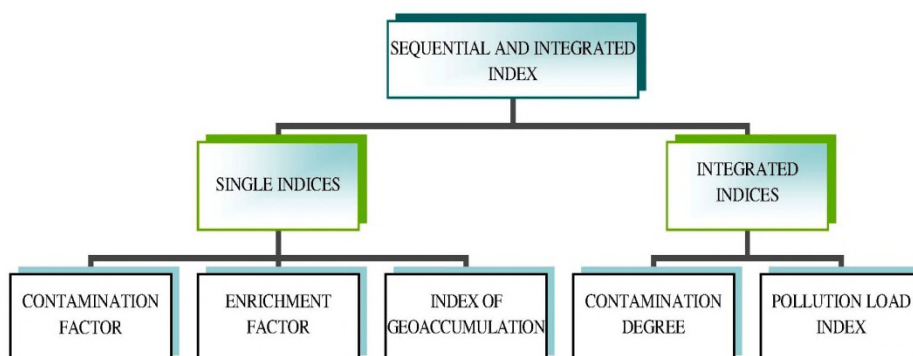 SEQUENTIAL AND INTEGRATED
INDEX
SINGLE INDICES
INTEGRATED
INDICES
CONTAMINATION
FACTOR
ENRICHMENT
FACTOR
INDEX OF
GEOACCUMULATION
CONTAMINATION
DEGREE
POLLUTION LOAD
INDEX